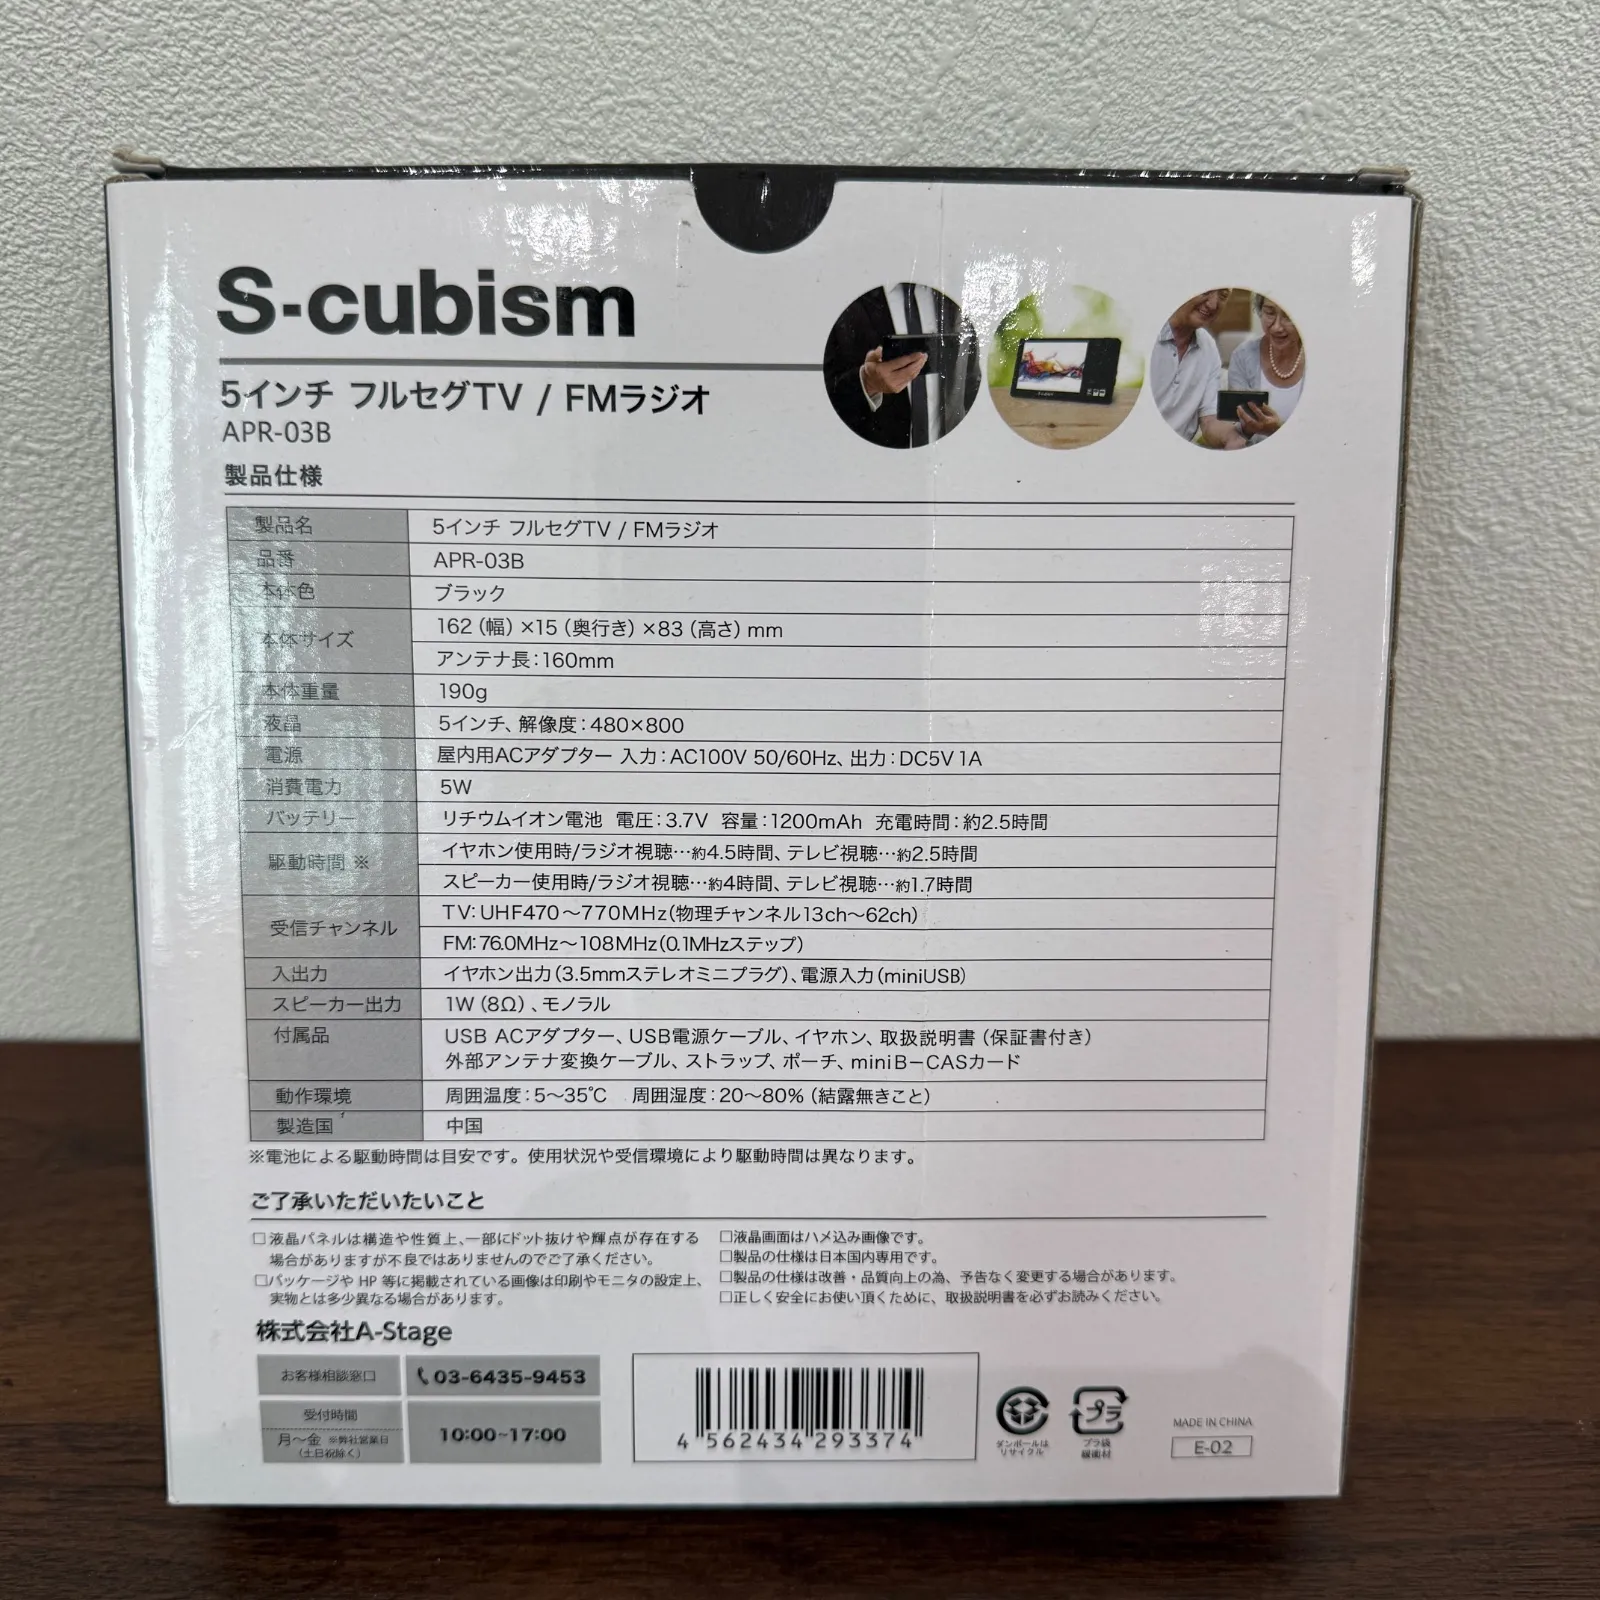 S-cubism
5インチ フルセグTV / FMラジオ
APR-03B
製品仕様
製品名 5インチ フルセグTV / FMラジオ
品番 APR-03B
本体色 ブラック
本体サイズ 162（幅）×15（奥行き）×83（高さ）mm
アンテナ長：160mm
本体重量 190g
液晶 5インチ、解像度：480×800
電源 屋内用ACアダプター 入力：AC100V 50/60Hz、出力：DC5V 1A
消費電力 5W
バッテリー リチウムイオン電池 電圧：3.7V 容量：1200mAh 充電時間：約2.5時間
駆動時間 ※ イヤホン使用時/ラジオ視聴…約4.5時間、テレビ視聴…約2.5時間
スピーカー使用時/ラジオ視聴…約4時間、テレビ視聴…約1.7時間
受信チャンネル TV：UHF470～770MHz（物理チャンネル13ch～62ch）
FM：76.0MHz～108MHz（0.1MHzステップ）
入出力 イヤホン出力（3.5mmステレオミニプラグ）、電源入力（miniUSB）
スピーカー出力 1W（8Ω）、モノラル
付属品 USB ACアダプター、USB電源ケーブル、イヤホン、取扱説明書（保証書付き）
外部アンテナ変換ケーブル、ストラップ、ポーチ、miniB−CASカード
動作環境 周囲温度：5～35℃ 周囲湿度：20～80%（結露無きこと）
製造国 中国
※電池による駆動時間は目安です。使用状況や受信環境により駆動時間は異なります。
ご了承いただいたいこと
□液晶パネルは構造や性質上、一部にドット抜けや輝点が存在する
場合がありますが不良ではありませんのでご了承ください。
□パッケージや HP 等に掲載されている画像は印刷やモニタの設定上、
実物とは多少異なる場合があります。
□液晶画面はハメ込み画像です。
□製品の仕様は日本国内専用です。
□製品の仕様は改善・品質向上の為、予告なく変更する場合があります。
□正しく安全にお使い頂くために、取扱説明書を必ずお読みください。
株式会社A-Stage
お客様相談窓口 03-6435-9453
受付時間
月～金 ※弊社営業日
（土日祝除く）
10:00~17:00
4 562434 293374
ダンボールは
リサイクル
プラ
プラ袋
緩衝材
MADE IN CHINA
E-02